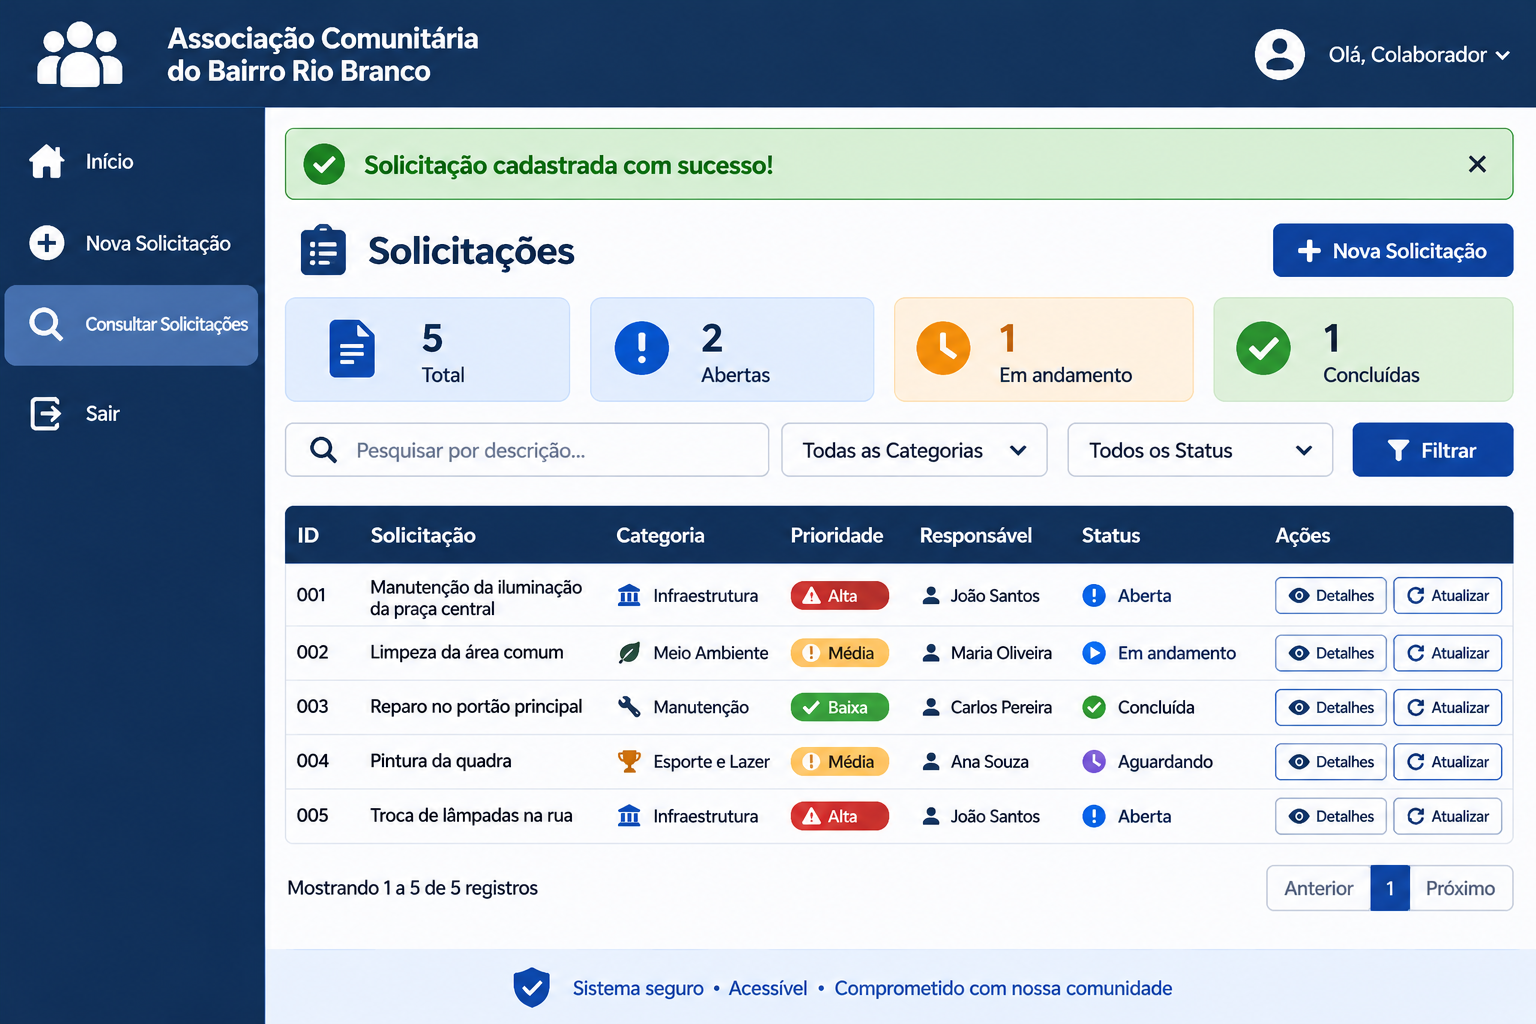 Associação Comunitária
do Bairro Rio Branco
Olá, Colaborador
Início
Nova Solicitação
Consultar Solicitações
Sair
Solicitação cadastrada com sucesso!
Solicitações
Nova Solicitação
5
Total
2
Abertas
1
Em andamento
1
Concluídas
Pesquisar por descrição...
Todas as Categorias
Todos os Status
Filtrar
ID Solicitação Categoria Prioridade Responsável Status Ações
001 Manutenção da iluminação
da praça central Infraestrutura Alta João Santos Aberta Detalhes Atualizar
002 Limpeza da área comum Meio Ambiente Média Maria Oliveira Em andamento Detalhes Atualizar
003 Reparo no portão principal Manutenção Baixa Carlos Pereira Concluída Detalhes Atualizar
004 Pintura da quadra Esporte e Lazer Média Ana Souza Aguardando Detalhes Atualizar
005 Troca de lâmpadas na rua Infraestrutura Alta João Santos Aberta Detalhes Atualizar
Mostrando 1 a 5 de 5 registros
Anterior 1 Próximo
Sistema seguro • Acessível • Comprometido com nossa comunidade